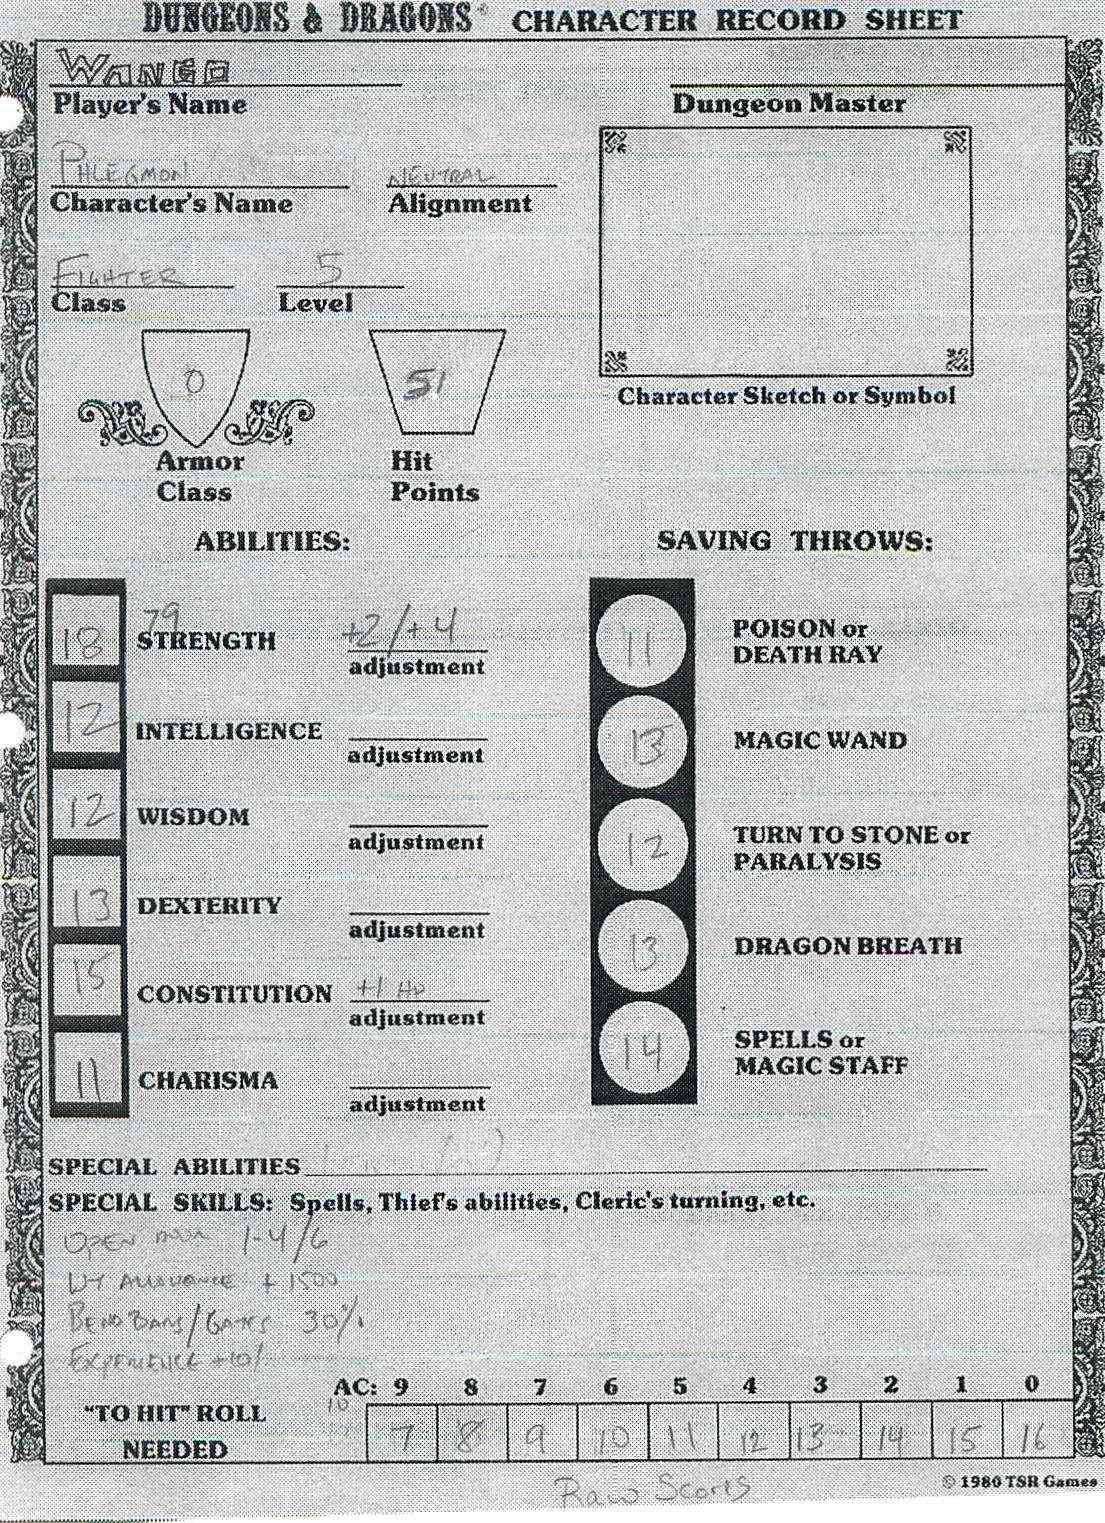 DUNGEONS & DRAGONS® CHARACTER RECORD SHEET
WANGO
Player's Name
Dungeon Master
PHLEGMON
NEUTRAL
Character's Name
Alignment
FIGHTER
5
Class
Level
0
51
Character Sketch or Symbol
Armor Class
Hit Points
ABILITIES:
18 79 STRENGTH +2/+4 adjustment
12 INTELLIGENCE adjustment
12 WISDOM adjustment
13 DEXTERITY adjustment
15 CONSTITUTION +1 HD adjustment
11 CHARISMA adjustment
SAVING THROWS:
11 POISON or DEATH RAY
13 MAGIC WAND
12 TURN TO STONE or PARALYSIS
13 DRAGON BREATH
14 SPELLS or MAGIC STAFF
SPECIAL ABILITIES
SPECIAL SKILLS: Spells, Thief's abilities, Cleric's turning, etc.
OPEN DOOR 1-4/6
WT ALLOWANCE +1500
BEND BARS/GATES 30%
EXPERIENCE +10%
AC: 9 8 7 6 5 4 3 2 1 0
"TO HIT" ROLL NEEDED
10 7 8 9 10 11 12 13 14 15 16
© 1980 TSR Games
Raw Scores